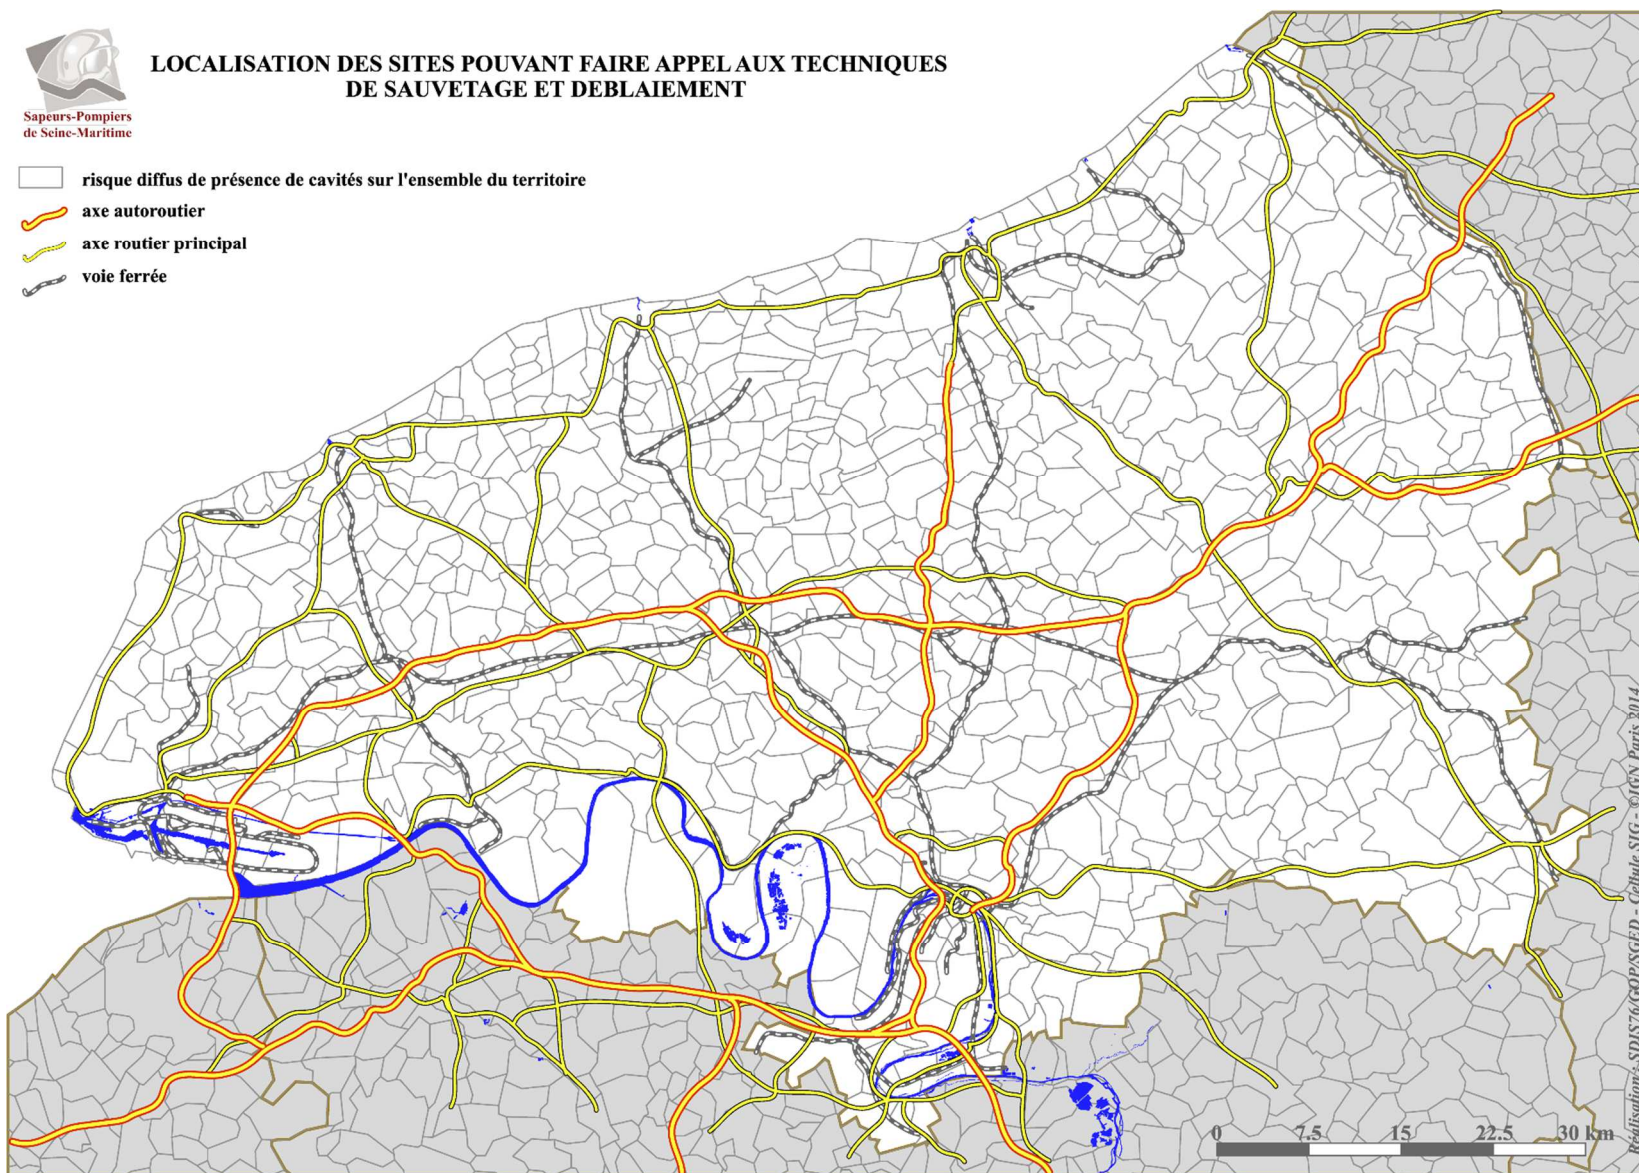 LOCALISATION DES SITES POUVANT FAIRE APPEL AUX TECHNIQUES
DE SAUVETAGE ET DEBLAIEMENT
Sapeurs-Pompiers
de Seine-Maritime
risque diffus de présence de cavités sur l'ensemble du territoire
axe autoroutier
axe routier principal
voie ferrée
0 7.5 15 22.5 30 km
Réalisation : SDIS76/GOP/SGED - Cellule SIG - ©IGN Paris 2014